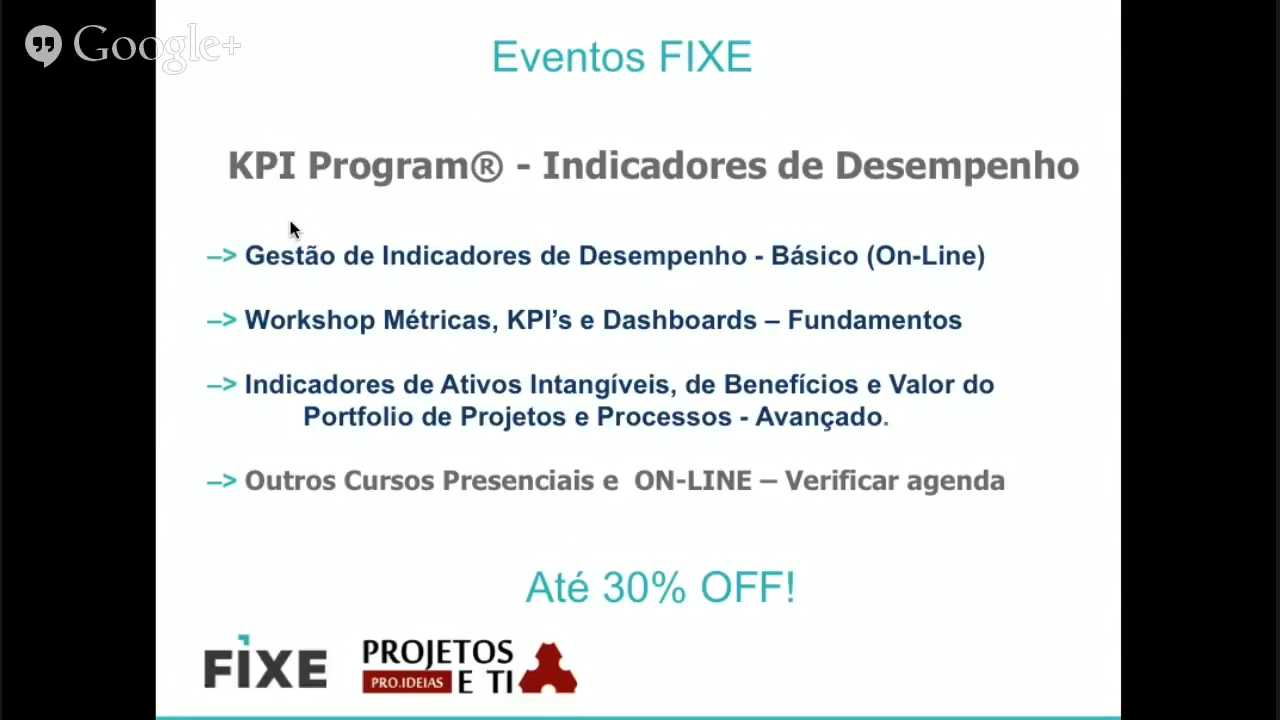 Google+
Eventos FIXE
KPI Program® - Indicadores de Desempenho
–> Gestão de Indicadores de Desempenho - Básico (On-Line)
–> Workshop Métricas, KPI’s e Dashboards – Fundamentos
–> Indicadores de Ativos Intangíveis, de Benefícios e Valor do
Portfolio de Projetos e Processos - Avançado.
–> Outros Cursos Presenciais e ON-LINE – Verificar agenda
Até 30% OFF!
FIXE
PROJETOS
PRO.IDEIAS E TI